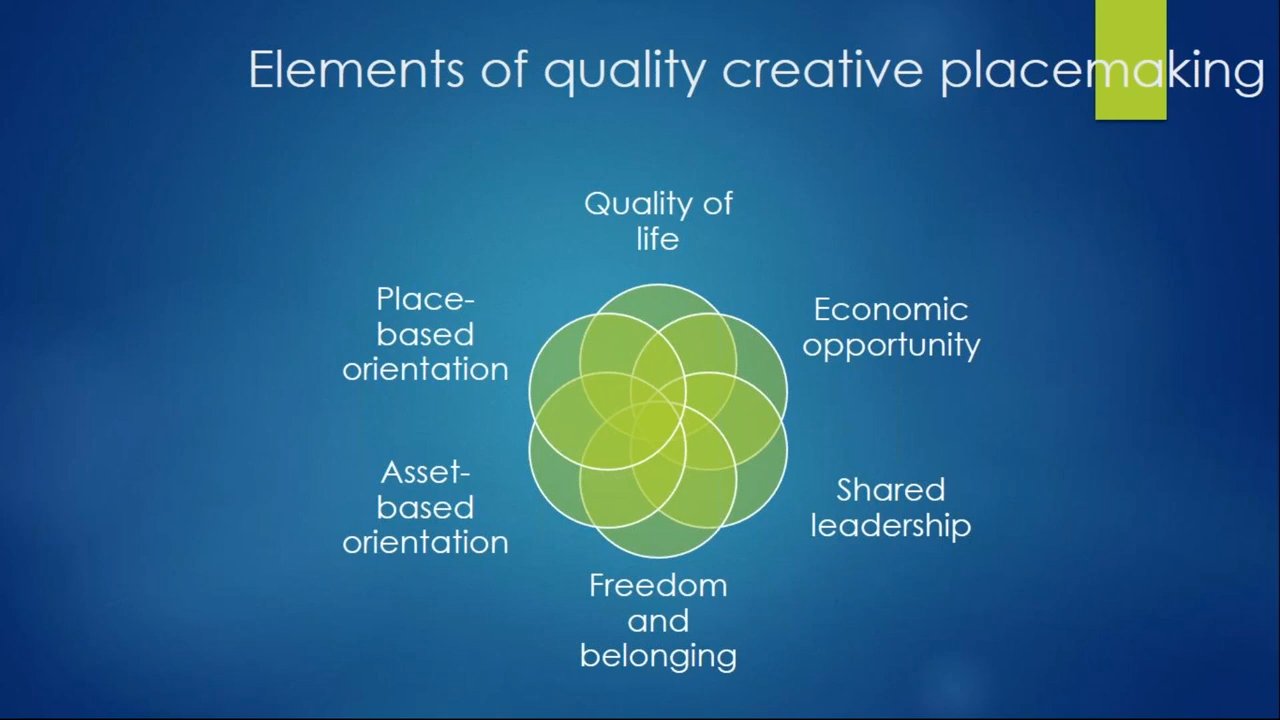 Elements of quality creative placemaking
Quality of
life
Economic
opportunity
Shared
leadership
Freedom
and
belonging
Asset-
based
orientation
Place-
based
orientation